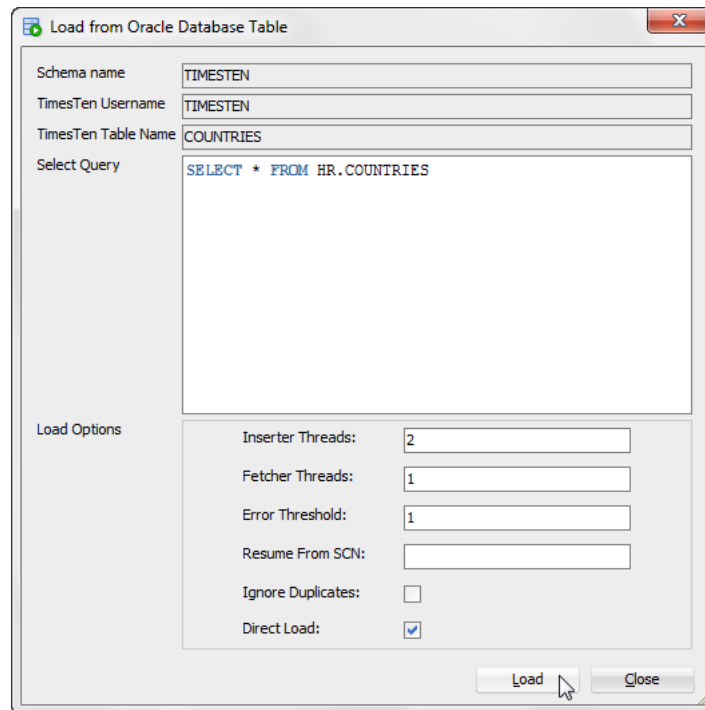 Load from Oracle Database Table
Schema name TIMESTEN
TimesTen Username TIMESTEN
TimesTen Table Name COUNTRIES
Select Query SELECT * FROM HR.COUNTRIES
Load Options Inserter Threads: 2
Fetcher Threads: 1
Error Threshold: 1
Resume From SCN:
Ignore Duplicates:
Direct Load:
Load Close